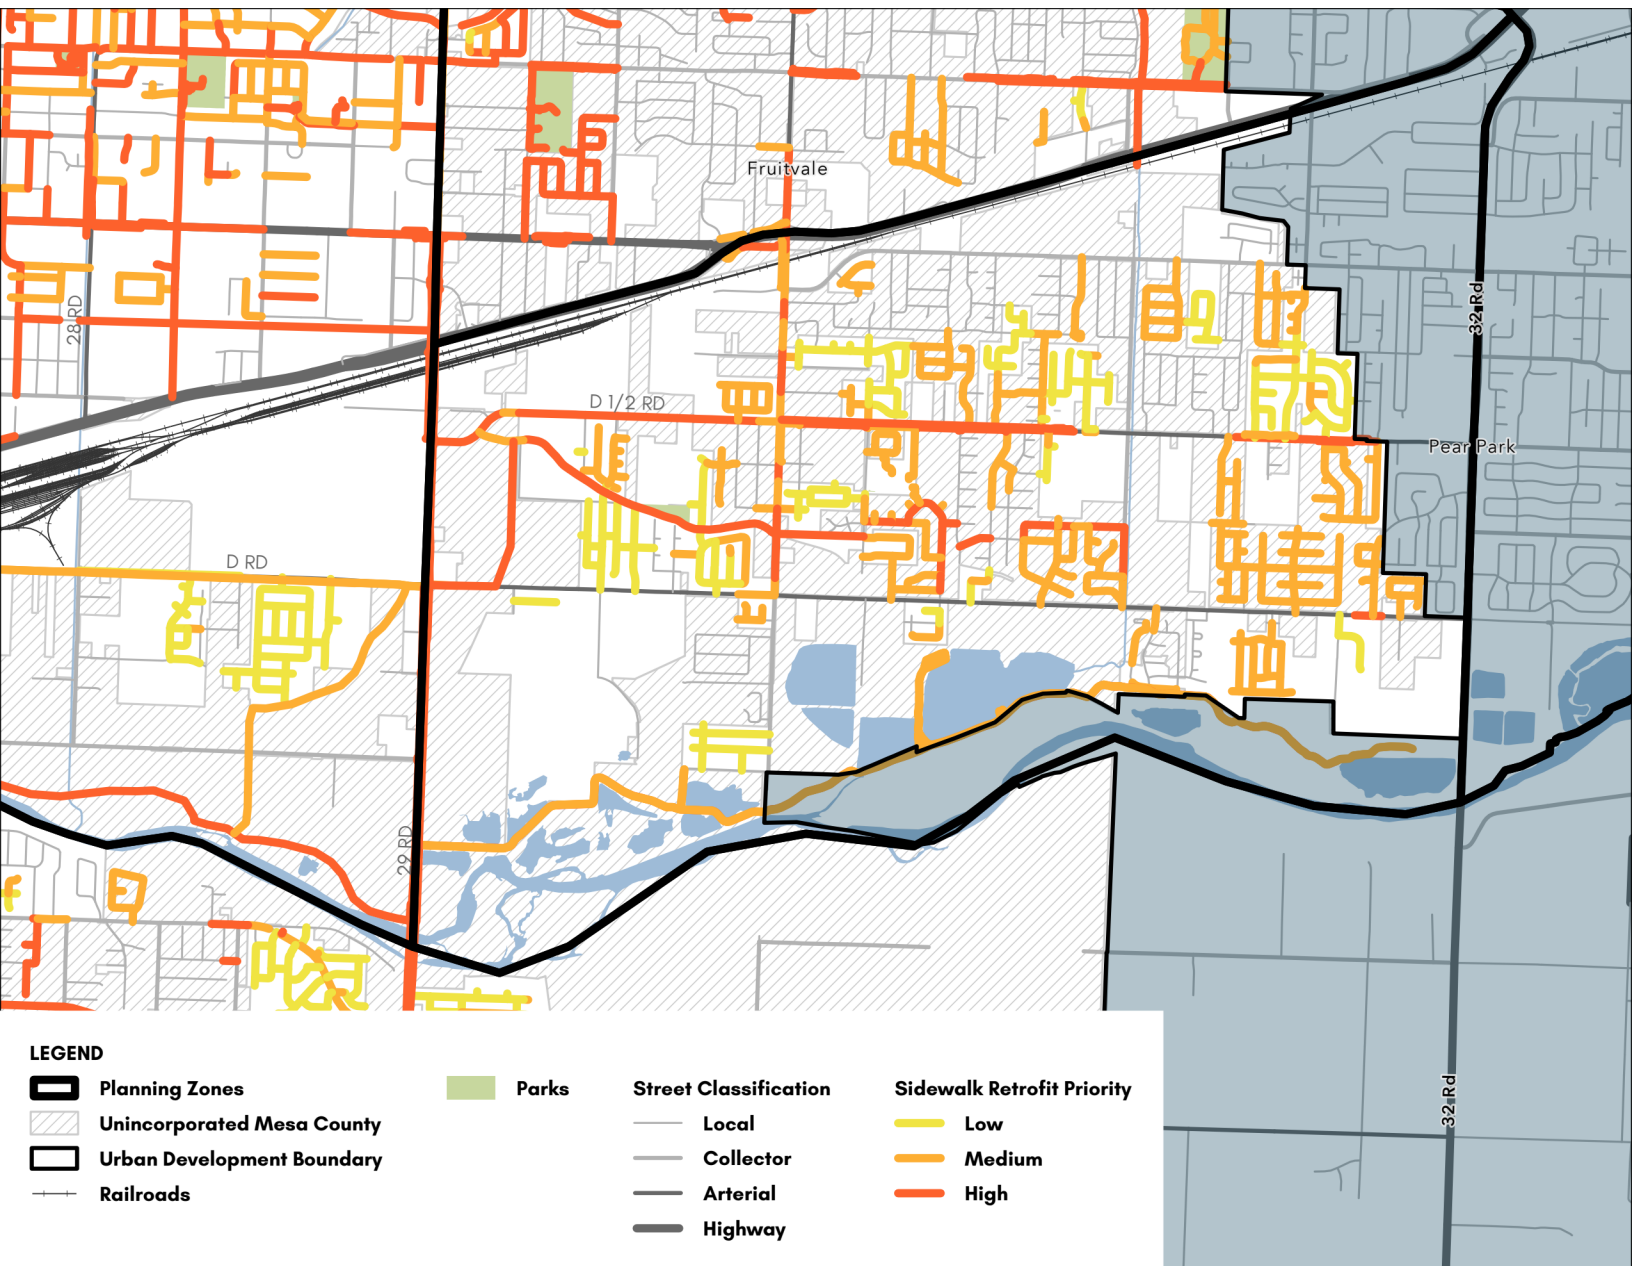 Fruitvale
28 RD
32 Rd
D 1/2 RD
Pear Park
D RD
29 RD
32 Rd
LEGEND
Planning Zones
Unincorporated Mesa County
Urban Development Boundary
Railroads
Parks
Street Classification
Local
Collector
Arterial
Highway
Sidewalk Retrofit Priority
Low
Medium
High